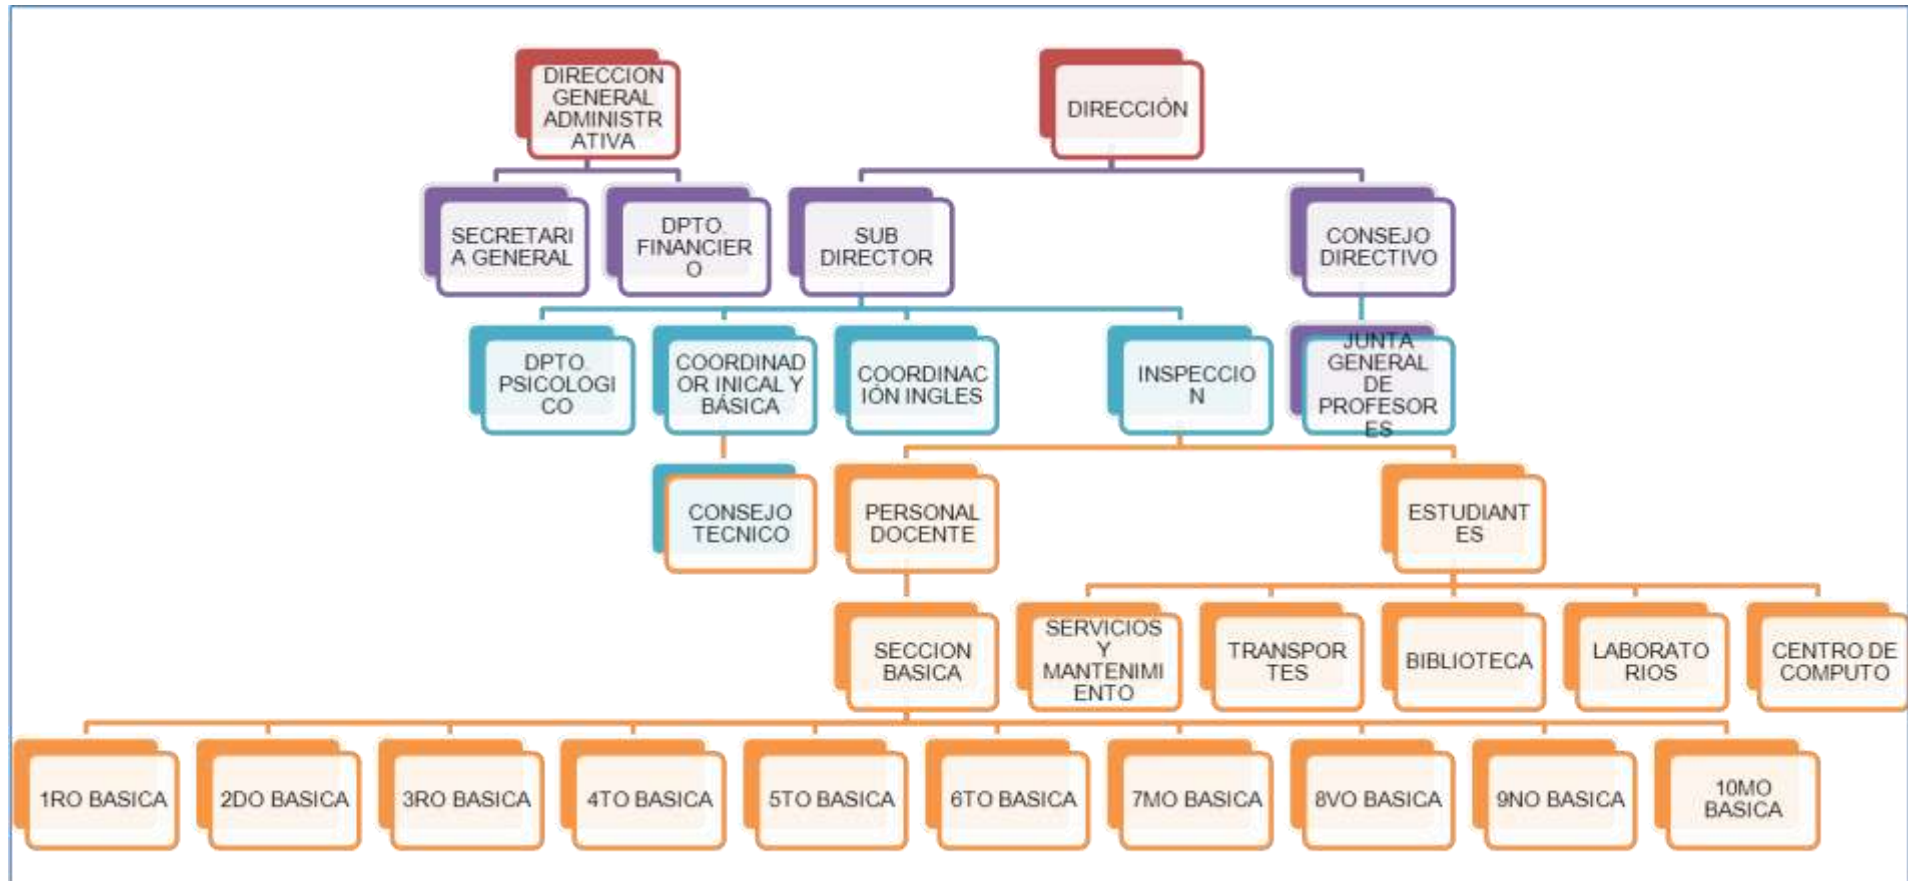 DIRECCION
GENERAL
ADMINISTR
ATIVA
DIRECCIÓN
SECRETARI
A GENERAL
DPTO.
FINANCIER
O
SUB
DIRECTOR
CONSEJO
DIRECTIVO
DPTO.
PSICOLOGI
CO
COORDINAD
OR INICAL Y
BÁSICA
COORDINAC
IÓN INGLES
INSPECCIO
N
JUNTA
GENERAL
DE
PROFESOR
ES
CONSEJO
TECNICO
PERSONAL
DOCENTE
ESTUDIANT
ES
SECCION
BASICA
SERVICIOS
Y
MANTENIMI
ENTO
TRANSPOR
TES
BIBLIOTECA
LABORATO
RIOS
CENTRO DE
COMPUTO
1RO BASICA
2DO BASICA
3RO BASICA
4TO BASICA
5TO BASICA
6TO BASICA
7MO BASICA
8VO BASICA
9NO BASICA
10MO
BASICA